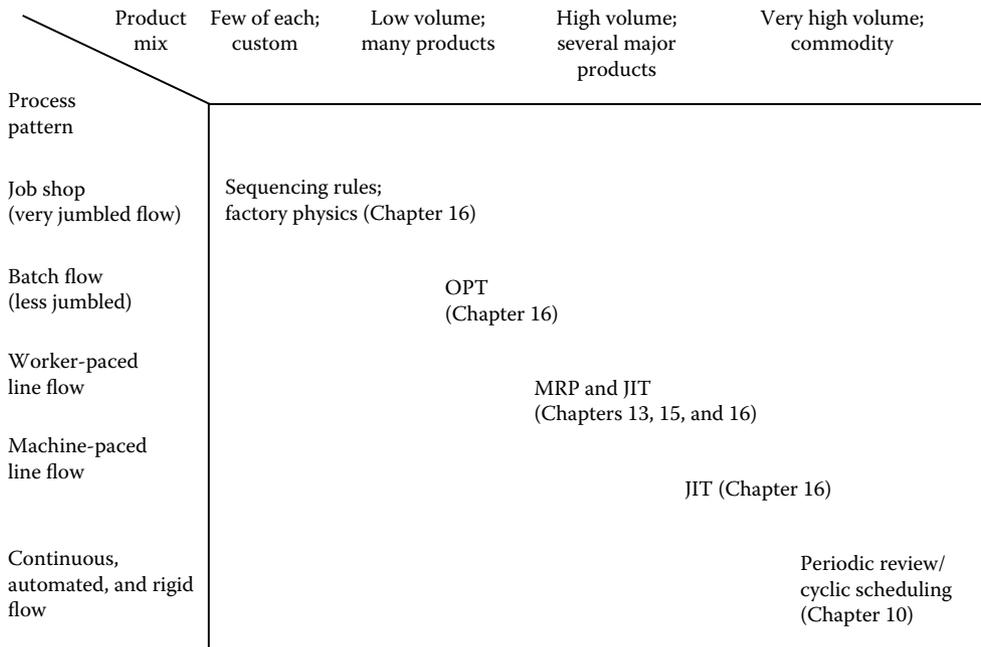 Product
mix
Few of each;
custom
Low volume;
many products
High volume;
several major
products
Very high volume;
commodity
Process
pattern
Job shop
(very jumbled flow)
Sequencing rules;
factory physics (Chapter 16)
Batch flow
(less jumbled)
OPT
(Chapter 16)
Worker-paced
line flow
MRP and JIT
(Chapters 13, 15, and 16)
Machine-paced
line flow
JIT (Chapter 16)
Continuous,
automated, and rigid
flow
Periodic review/
cyclic scheduling
(Chapter 10)